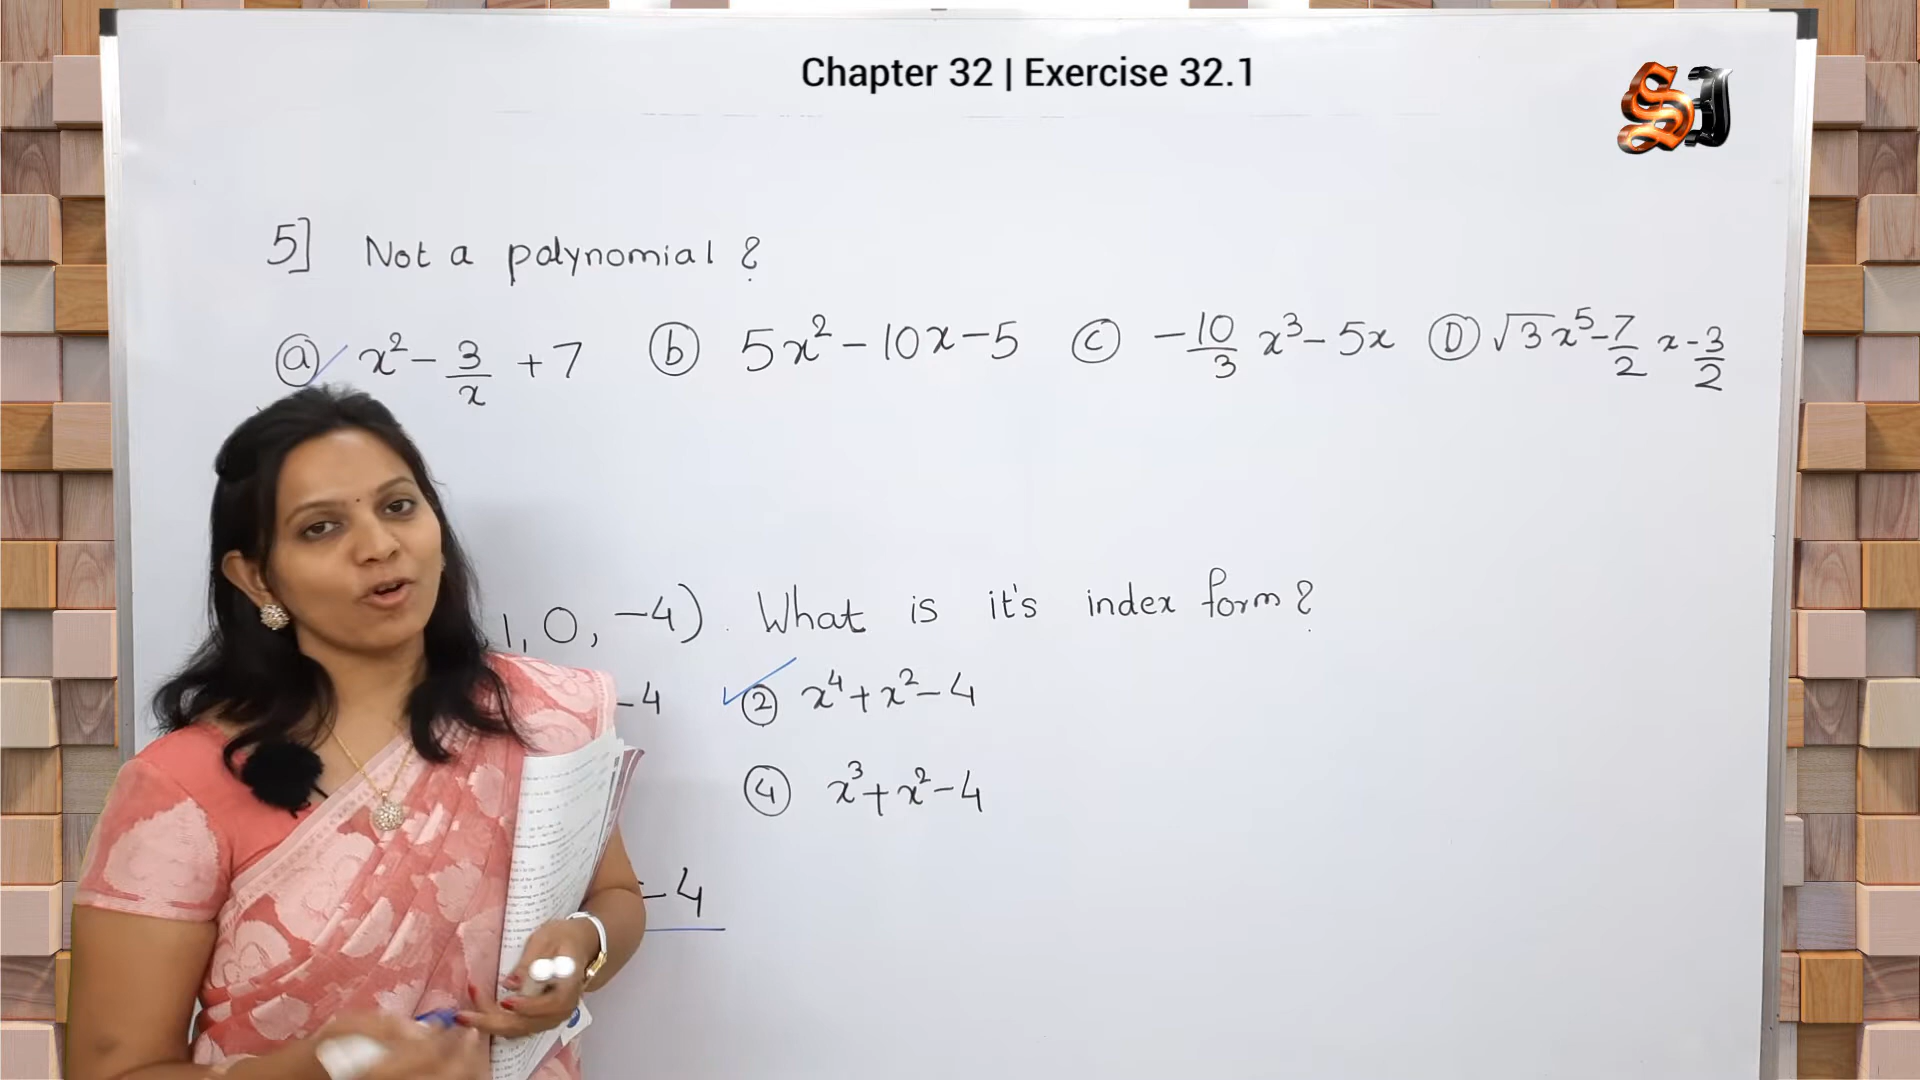 Chapter 32 | Exercise 32.1
SJ
5] Not a polynomial ?
ⓐ x² - 3/x + 7 ⓑ 5x² - 10x - 5 ⓒ -10/3 x³ - 5x Ⓓ √3x⁵ - 7/2 x - 3/2
1, 0, -4) . What is it's index form ?
-4 ② x⁴ + x² - 4
④ x³ + x² - 4
- 4